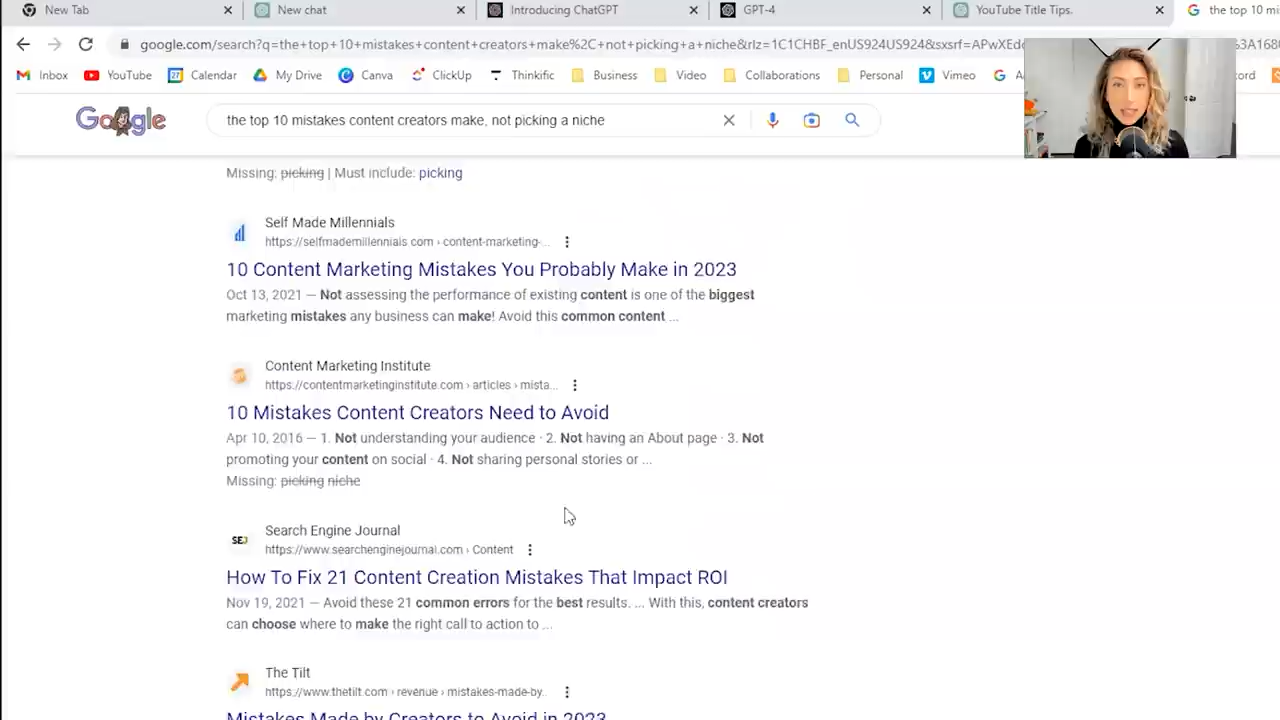 New Tab
New chat
Introducing ChatGPT
GPT-4
YouTube Title Tips.
the top 10 mi
google.com/search?q=the+top+10+mistakes+content+creators+make%2C+not+picking+a+niche&rlz=1C1CHBF_enUS924US924&sxsrf=APwXEd
Inbox
YouTube
27
Calendar
My Drive
Canva
ClickUp
Thinkific
Business
Video
Collaborations
Personal
Vimeo
cord
Google
the top 10 mistakes content creators make, not picking a niche
Missing: picking | Must include: picking
Self Made Millennials
https://selfmademillennials.com › content-marketing-...
10 Content Marketing Mistakes You Probably Make in 2023
Oct 13, 2021 — Not assessing the performance of existing content is one of the biggest
marketing mistakes any business can make! Avoid this common content ...
Content Marketing Institute
https://contentmarketinginstitute.com › articles › mista...
10 Mistakes Content Creators Need to Avoid
Apr 10, 2016 — 1. Not understanding your audience · 2. Not having an About page · 3. Not
promoting your content on social · 4. Not sharing personal stories or ...
Missing: picking niche
SEJ
Search Engine Journal
https://www.searchenginejournal.com › Content
How To Fix 21 Content Creation Mistakes That Impact ROI
Nov 19, 2021 — Avoid these 21 common errors for the best results. ... With this, content creators
can choose where to make the right call to action to ...
The Tilt
https://www.thetilt.com › revenue › mistakes-made-by..
Mistakes Made by Creators to Avoid in 2023